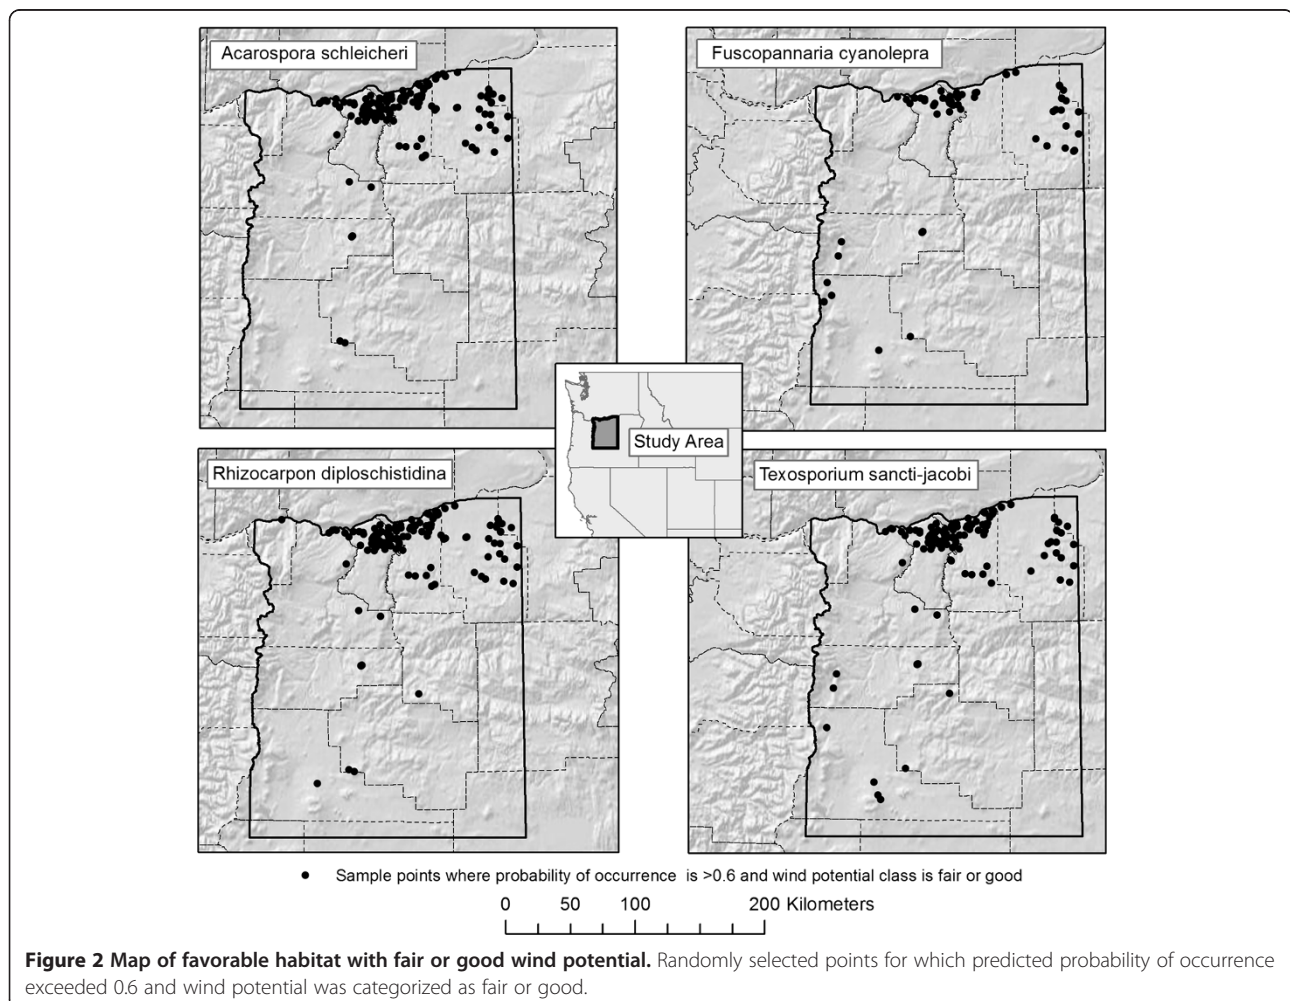 Acarospora schleicheri
Fuscopannaria cyanolepra
Study Area
Rhizocarpon diploschistidina
Texosporium sancti-jacobi
Sample points where probability of occurrence is >0.6 and wind potential class is fair or good
0 50 100 200 Kilometers
Figure 2 Map of favorable habitat with fair or good wind potential. Randomly selected points for which predicted probability of occurrence
exceeded 0.6 and wind potential was categorized as fair or good.